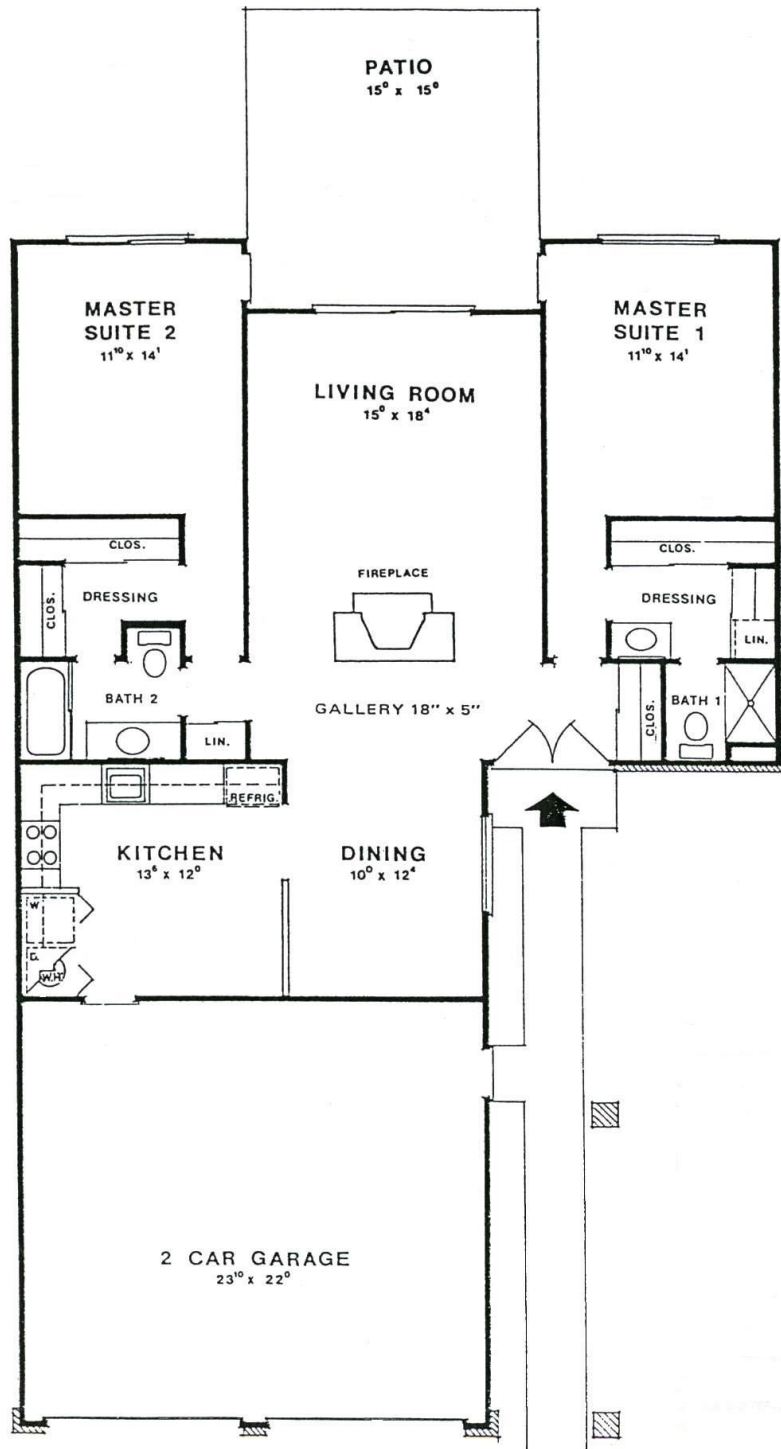 PATIO
15⁰ x 15⁰
MASTER
SUITE 2
11¹⁰ x 14¹
MASTER
SUITE 1
11¹⁰ x 14¹
LIVING ROOM
15⁰ x 18⁴
CLOS.
CLOS.
FIREPLACE
CLOS.
DRESSING
DRESSING
LIN.
BATH 2
GALLERY 18" x 5"
CLOS.
BATH 1
LIN.
REFRIG.
KITCHEN
13⁶ x 12⁰
DINING
10⁰ x 12⁴
W
D.
W.H.
2 CAR GARAGE
23¹⁰ x 22⁰